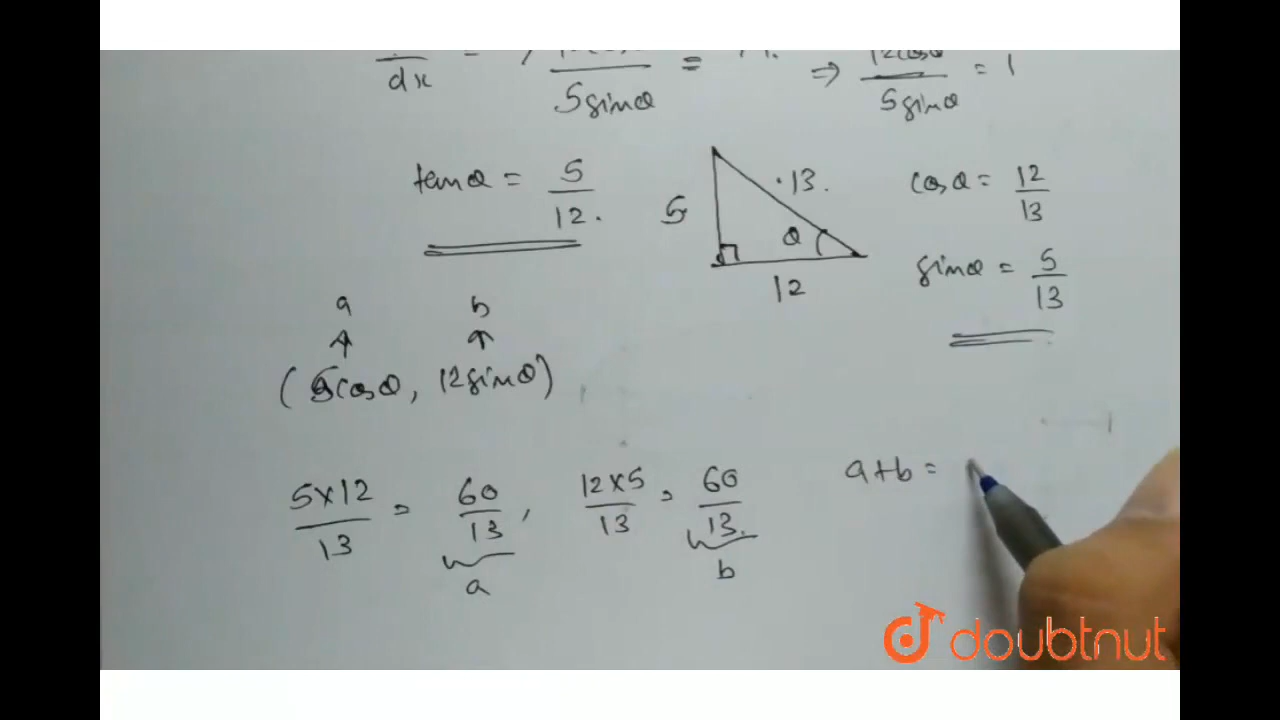 dx
5sinθ
=
⇒ 12cosθ/5sinθ = 1
tanθ = 5/12.
5
13.
θ
12
cosθ = 12/13
sinθ = 5/13
a b
(5cosθ, 12sinθ)
5×12/13 = 60/13, 12×5/13 = 60/13.
a b
a+b =
doubtnut